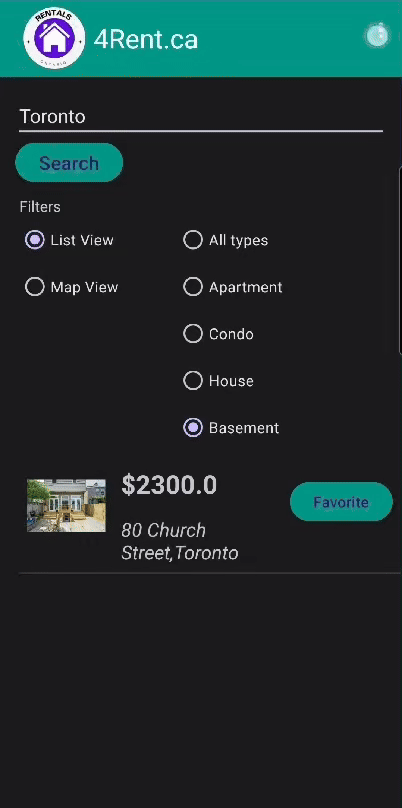 RENTALS
ONTARIO
4Rent.ca
Toronto
Search
Filters
List View
All types
Map View
Apartment
Condo
House
Basement
$2300.0
Favorite
80 Church
Street,Toronto